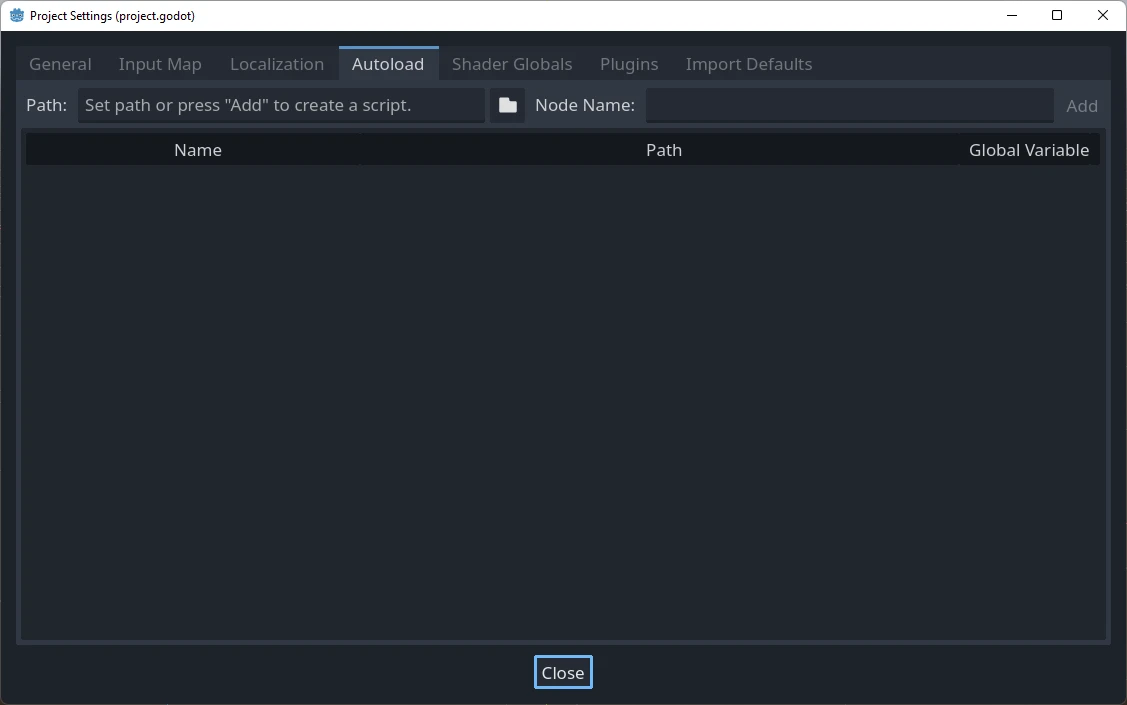 Project Settings (project.godot)
General Input Map Localization Autoload Shader Globals Plugins Import Defaults
Path: Set path or press "Add" to create a script. Node Name: Add
Name Path Global Variable
Close